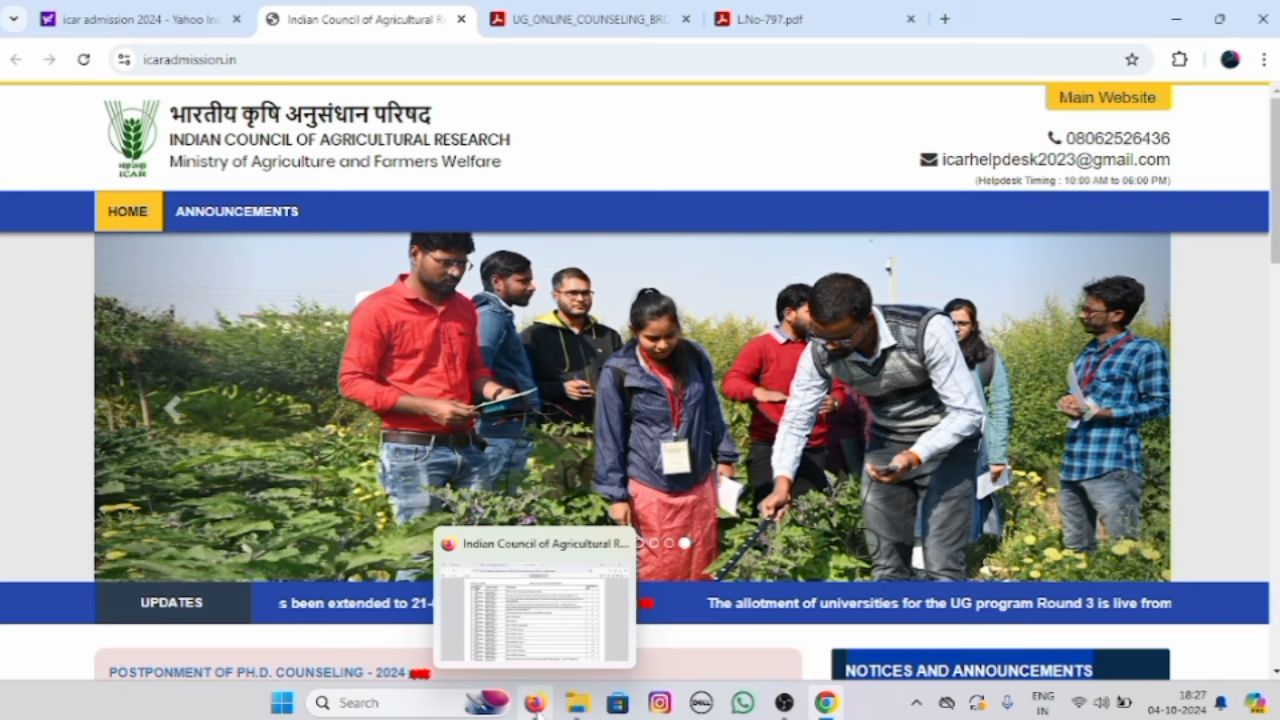 icar admission 2024 - Yahoo In
Indian Council of Agricultural R
UG_ONLINE_COUNSELING_BRO
L.No-797.pdf
icaradmission.in
Main Website
भारतीय कृषि अनुसंधान परिषद
INDIAN COUNCIL OF AGRICULTURAL RESEARCH
Ministry of Agriculture and Farmers Welfare
ICAR
08062526436
icarhelpdesk2023@gmail.com
(Helpdesk Timing : 10:00 AM to 06:00 PM)
HOME
ANNOUNCEMENTS
Indian Council of Agricultural R...
UPDATES
s been extended to 21-
The allotment of universities for the UG program Round 3 is live from
POSTPONMENT OF PH.D. COUNSELING - 2024
NOTICES AND ANNOUNCEMENTS
Search
DELL
ENG
IN
18:27
04-10-2024